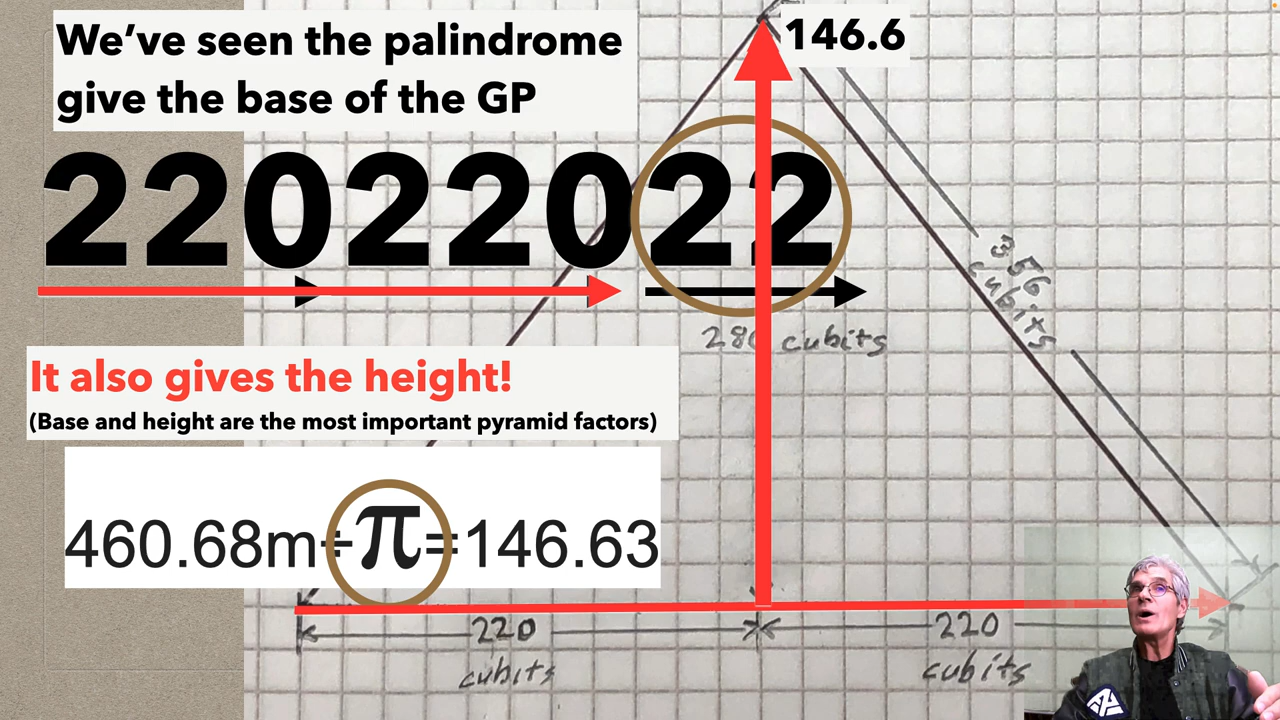 We've seen the palindrome
give the base of the GP
146.6
22022022
356
cubits
280 cubits
It also gives the height!
(Base and height are the most important pyramid factors)
460.68m÷π=146.63
220
cubits
220
cubits